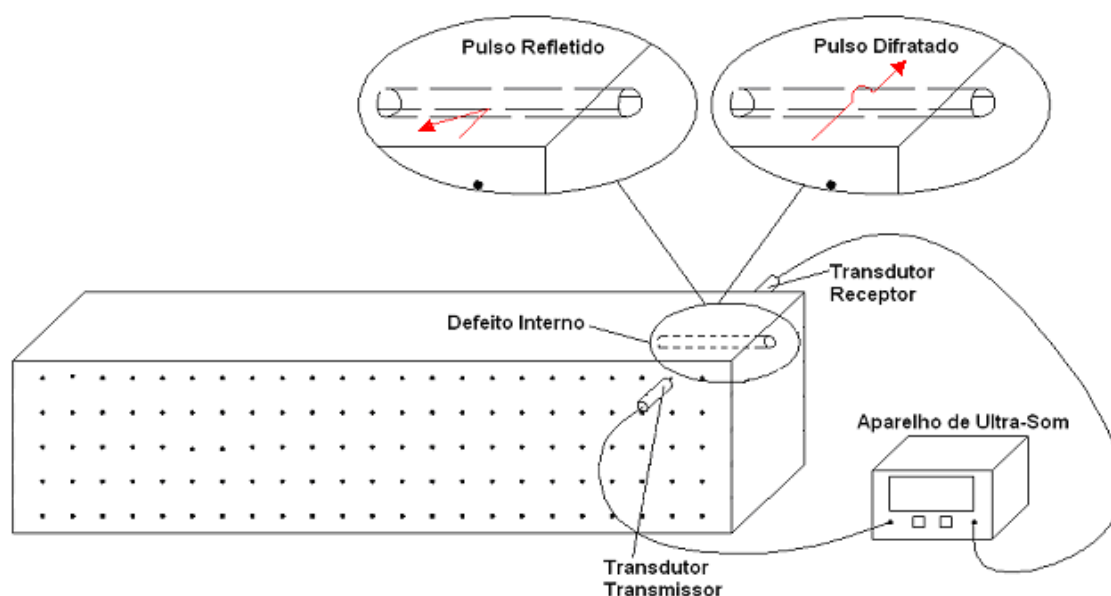 Pulso Refletido
Pulso Difratado
Transdutor
Receptor
Defeito Interno
Aparelho de Ultra-Som
Transdutor
Transmissor